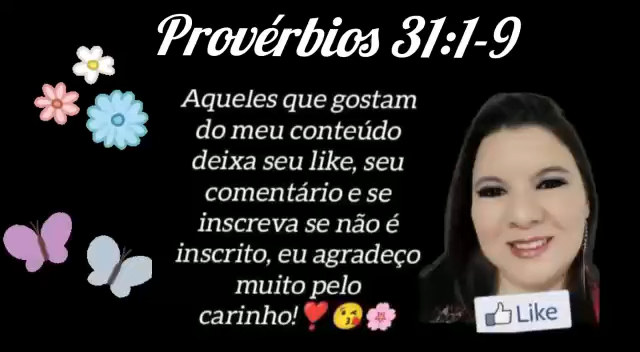 Provérbios 31:1-9
Aqueles que gostam
do meu conteúdo
deixa seu like, seu
comentário e se
inscreva se não é
inscrito, eu agradeço
muito pelo
carinho!❣️😘🌸
Like